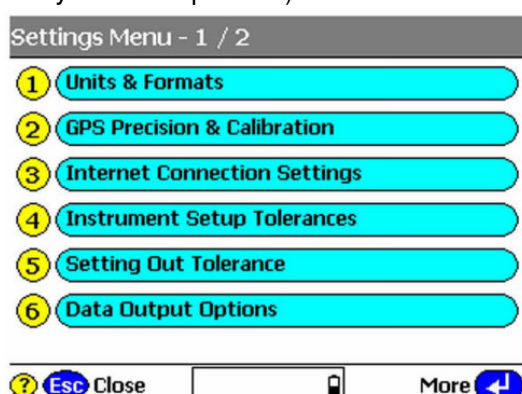 Settings Menu - 1 / 2
1 Units & Formats
2 GPS Precision & Calibration
3 Internet Connection Settings
4 Instrument Setup Tolerances
5 Setting Out Tolerance
6 Data Output Options
? Esc Close More